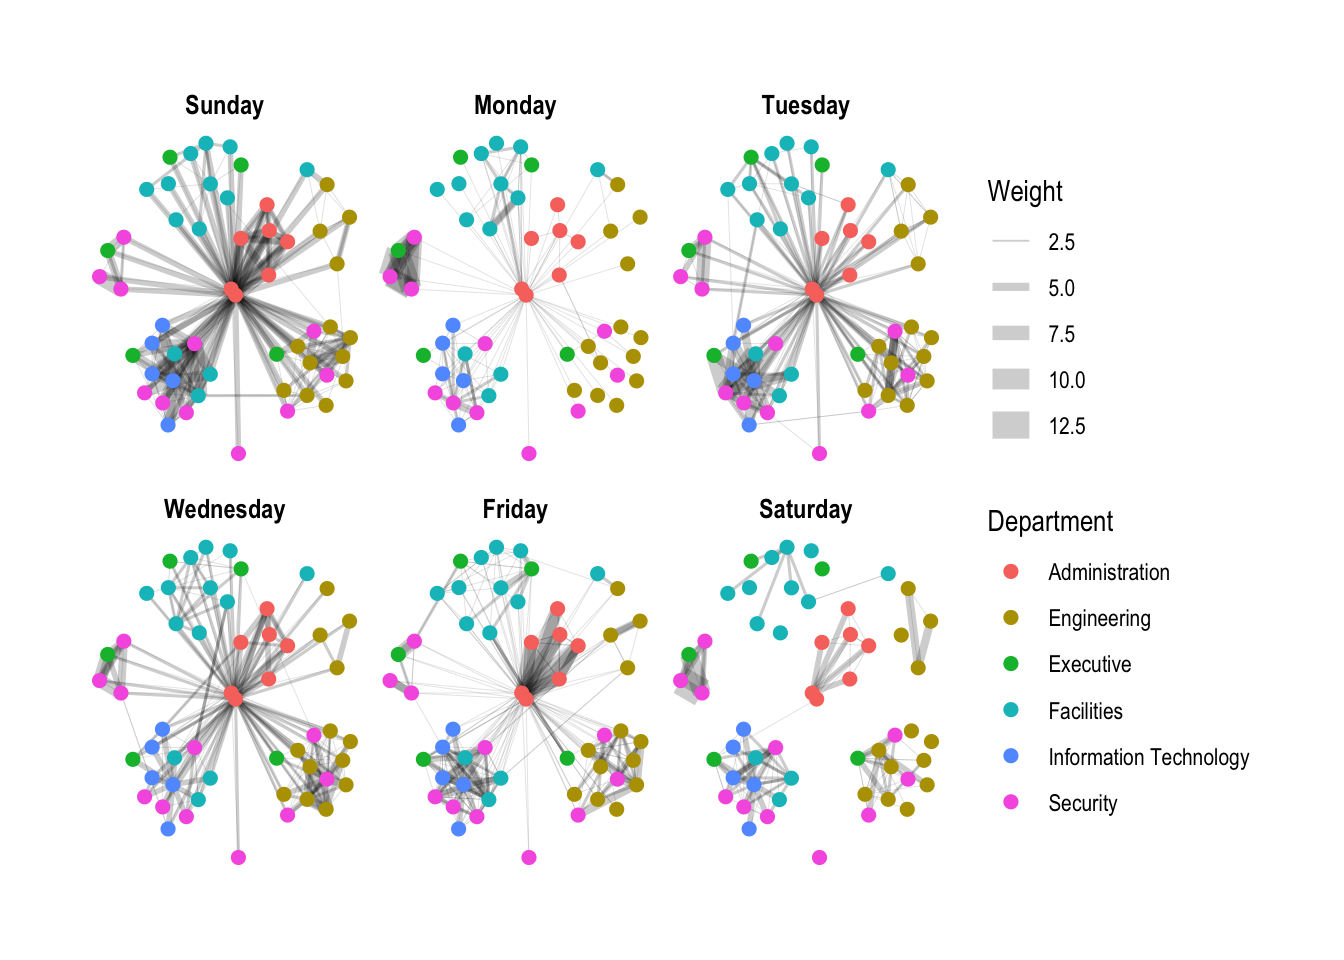 Sunday
Monday
Tuesday
Wednesday
Friday
Saturday
Weight
2.5
5.0
7.5
10.0
12.5
Department
Administration
Engineering
Executive
Facilities
Information Technology
Security